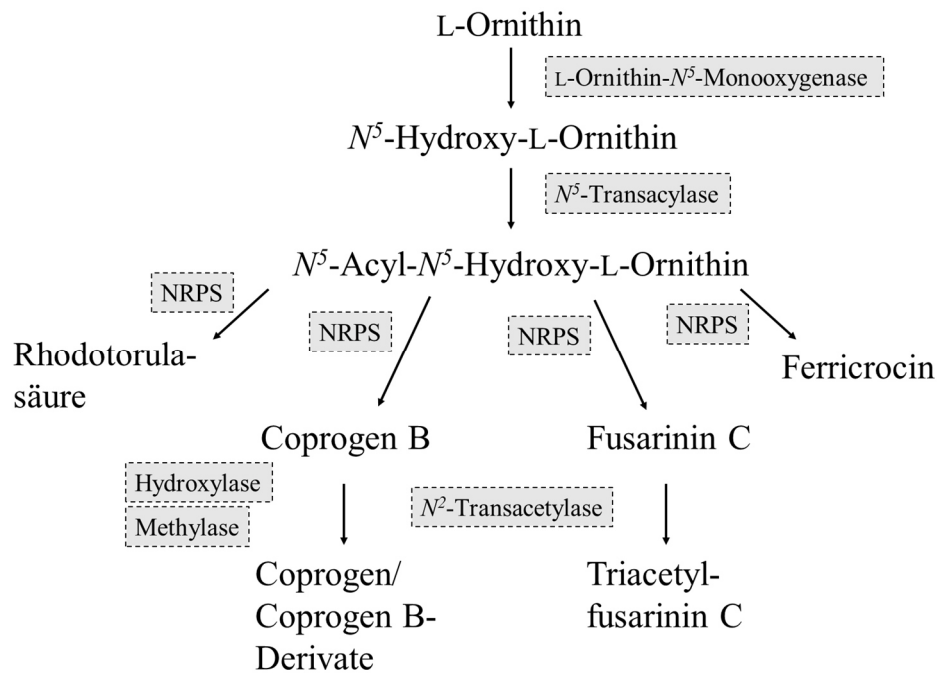 L-Ornithin
L-Ornithin-N⁵-Monooxygenase
N⁵-Hydroxy-L-Ornithin
N⁵-Transacylase
N⁵-Acyl-N⁵-Hydroxy-L-Ornithin
NRPS
NRPS
NRPS
NRPS
Rhodotorula-
säure
Ferricrocin
Coprogen B
Fusarinin C
Hydroxylase
Methylase
N²-Transacetylase
Coprogen/
Coprogen B-
Derivate
Triacetyl-
fusarinin C